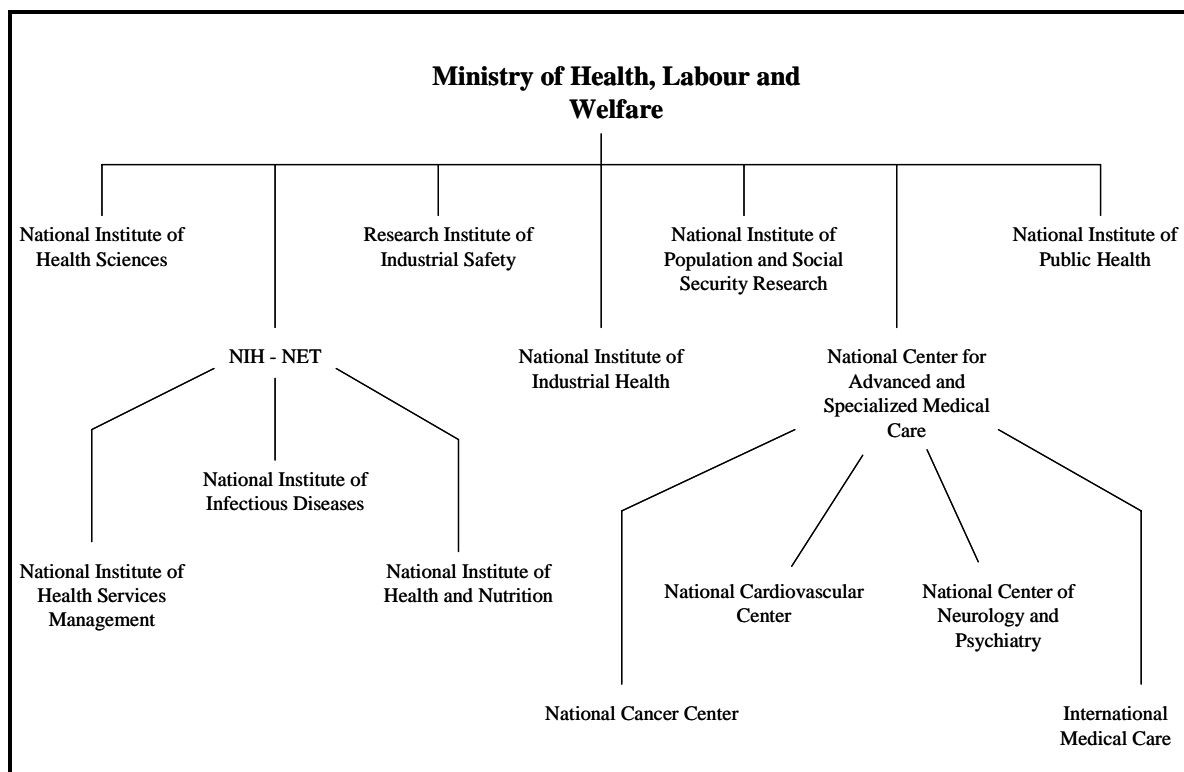 Ministry of Health, Labour and
Welfare
National Institute of
Health Sciences
Research Institute of
Industrial Safety
National Institute of
Population and Social
Security Research
National Institute of
Public Health
NIH - NET
National Institute of
Industrial Health
National Center for
Advanced and
Specialized Medical
Care
National Institute of
Infectious Diseases
National Institute of
Health Services
Management
National Institute of
Health and Nutrition
National Cardiovascular
Center
National Center of
Neurology and
Psychiatry
National Cancer Center
International
Medical Care